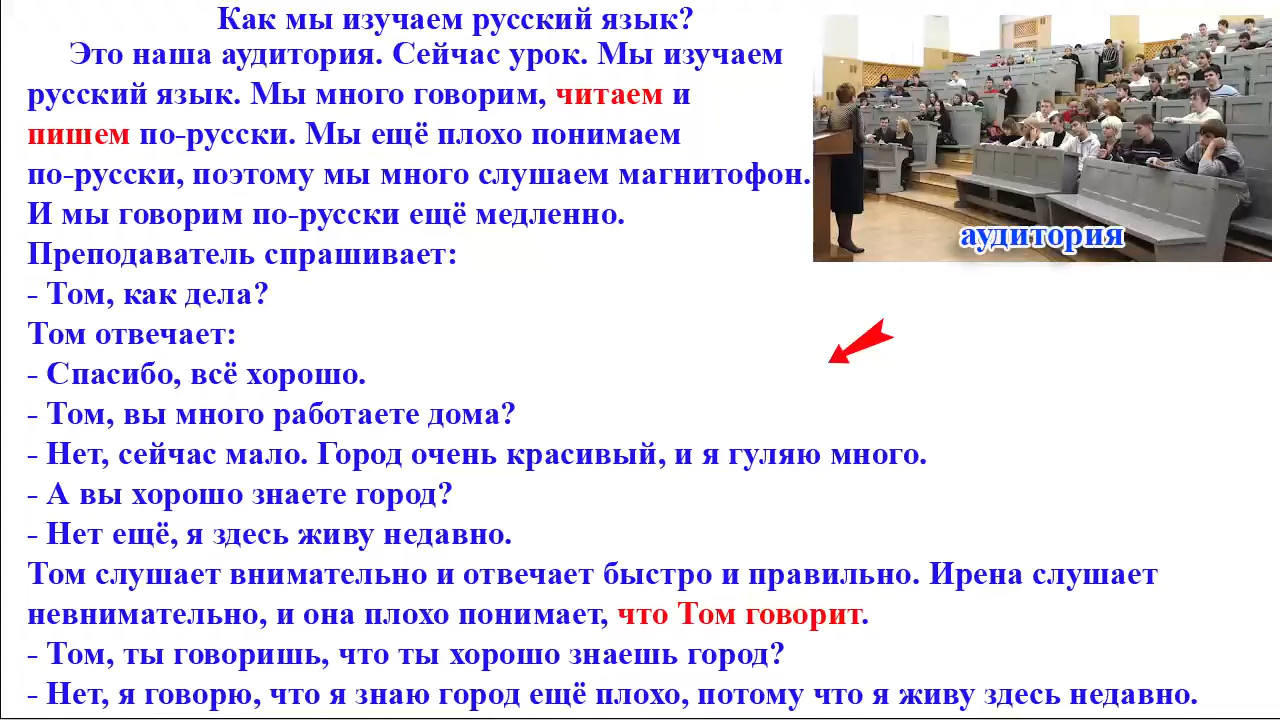 Как мы изучаем русский язык?
Это наша аудитория. Сейчас урок. Мы изучаем
русский язык. Мы много говорим, читаем и
пишем по-русски. Мы ещё плохо понимаем
по-русски, поэтому мы много слушаем магнитофон.
И мы говорим по-русски ещё медленно.
аудитория
Преподаватель спрашивает:
- Том, как дела?
Том отвечает:
- Спасибо, всё хорошо.
- Том, вы много работаете дома?
- Нет, сейчас мало. Город очень красивый, и я гуляю много.
- А вы хорошо знаете город?
- Нет ещё, я здесь живу недавно.
Том слушает внимательно и отвечает быстро и правильно. Ирена слушает
невнимательно, и она плохо понимает, что Том говорит.
- Том, ты говоришь, что ты хорошо знаешь город?
- Нет, я говорю, что я знаю город ещё плохо, потому что я живу здесь недавно.